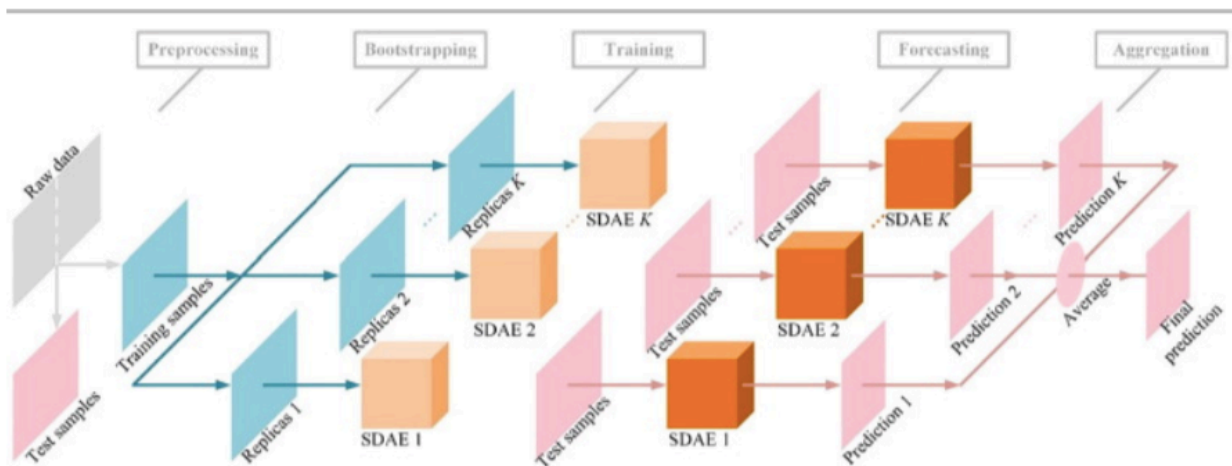 Preprocessing
Bootstrapping
Training
Forecasting
Aggregation
Raw data
Replicas K
SDAE K
Test samples
SDAE K
Prediction K
Training samples
Replicas 2
SDAE 2
Test samples
SDAE 2
Prediction 2
Average
Final
prediction
Test samples
Replicas 1
SDAE 1
Test samples
SDAE 1
Prediction 1